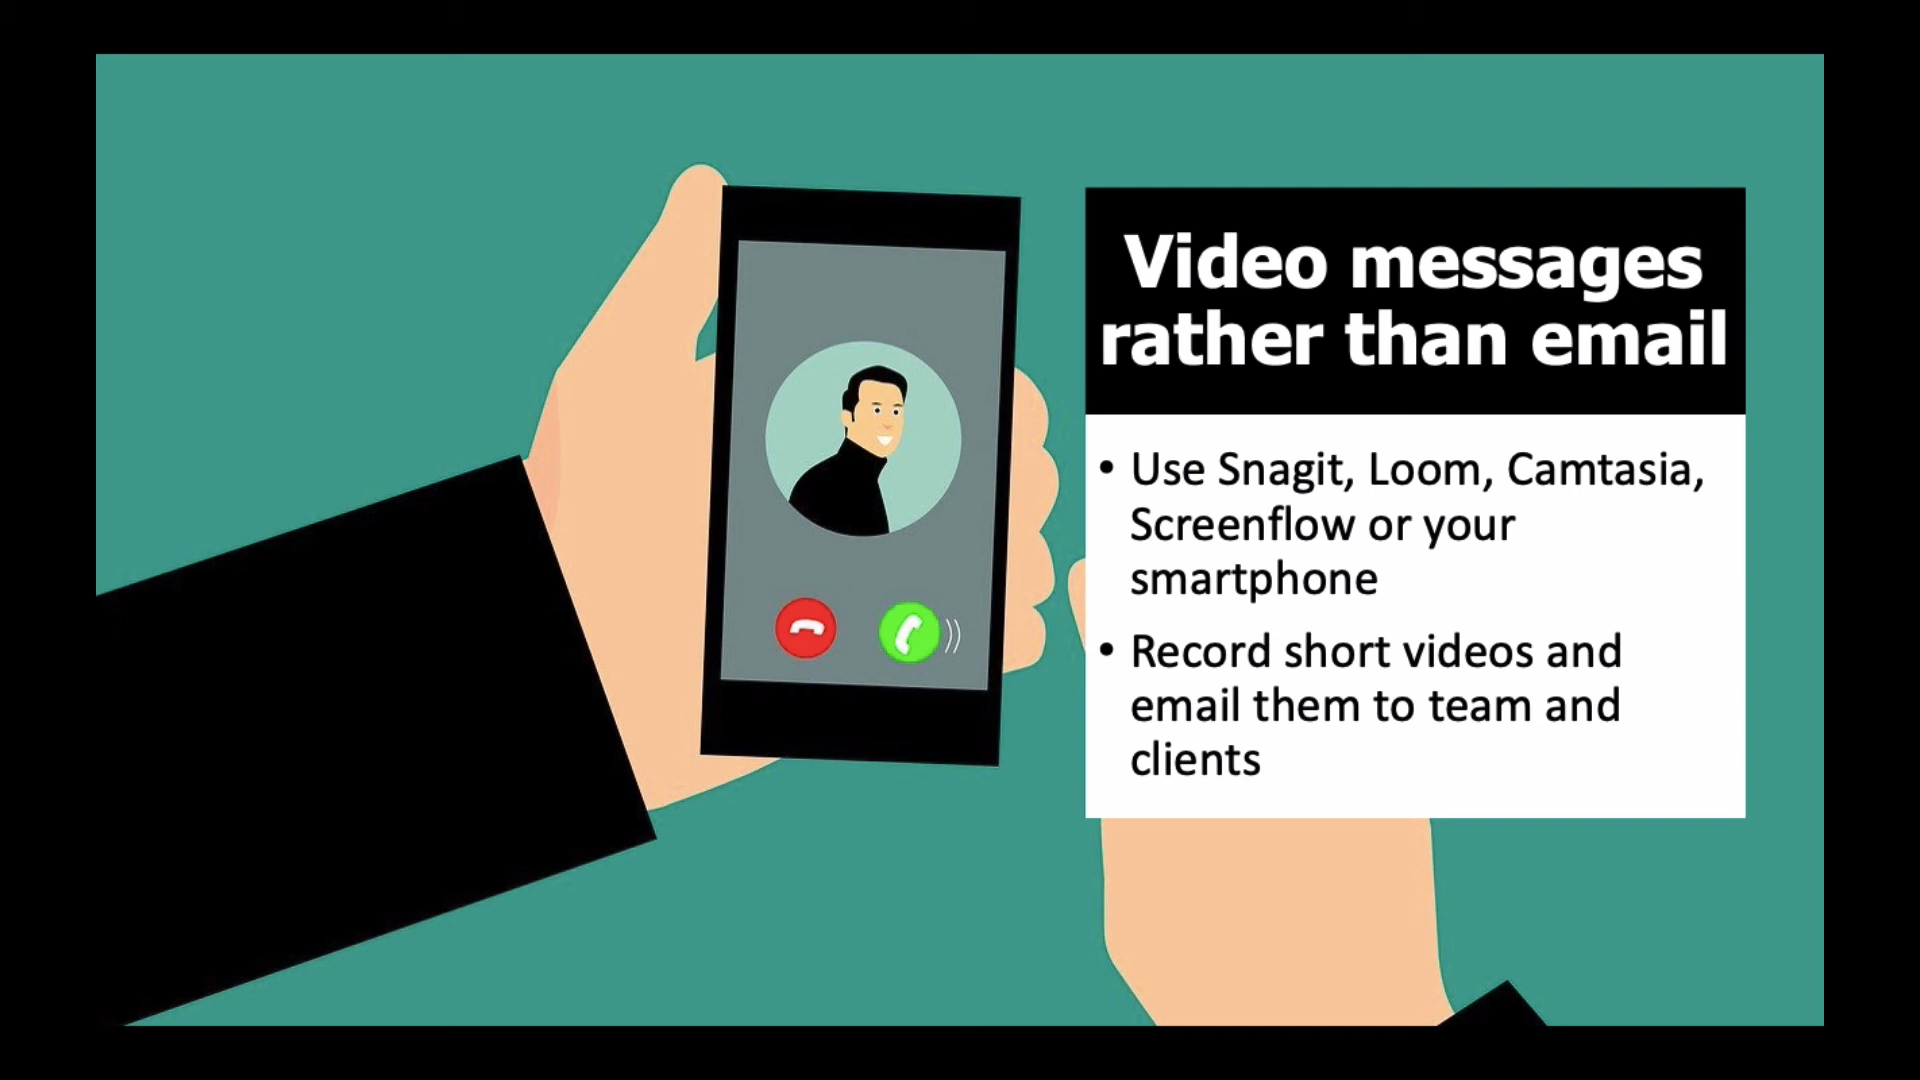 Video messages
rather than email
• Use Snagit, Loom, Camtasia,
Screenflow or your
smartphone
• Record short videos and
email them to team and
clients